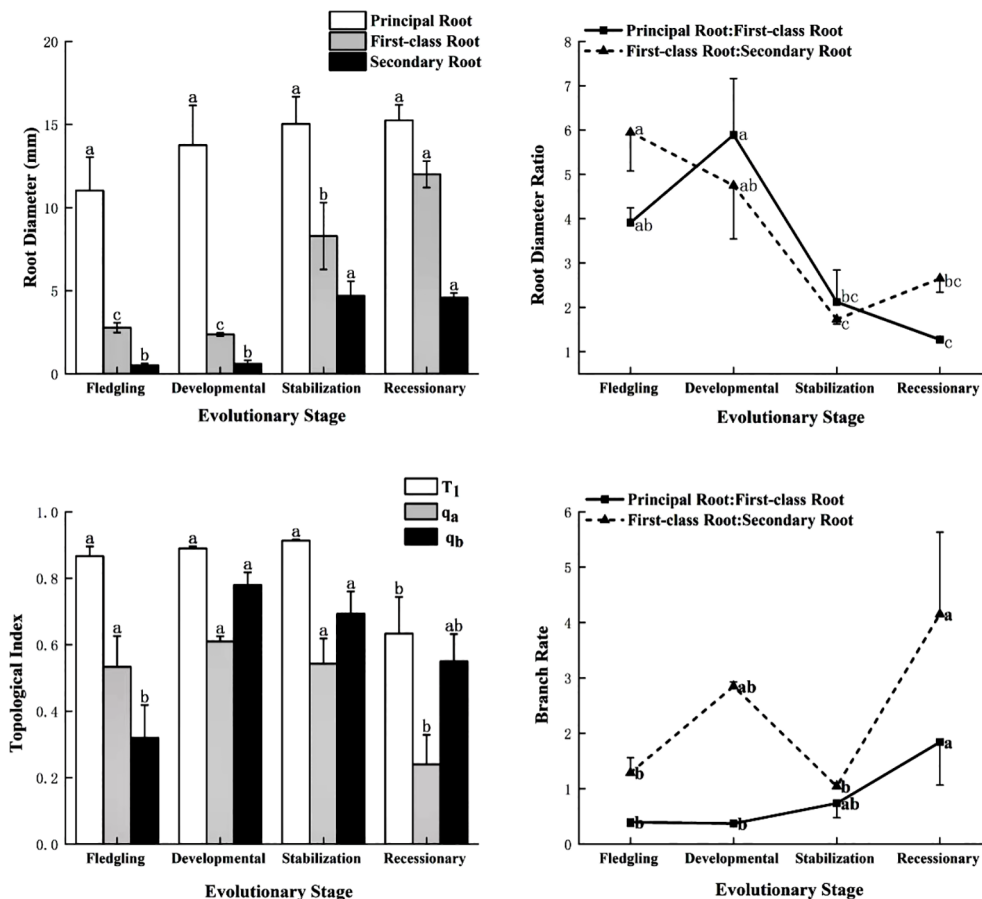 Principal Root
First-class Root
Secondary Root
20
15
10
5
0
Root Diameter (mm)
a
c
b
a
c
b
a
b
a
a
a
a
Fledgling Developmental Stabilization Recessionary
Evolutionary Stage
Principal Root:First-class Root
First-class Root:Secondary Root
8
7
6
5
4
3
2
1
Root Diameter Ratio
a
ab
a
ab
bc
c
bc
c
Fledgling Developmental Stabilization Recessionary
Evolutionary Stage
T1
qa
qb
1.0
0.8
0.6
0.4
0.2
0.0
Topological Index
a
a
b
a
a
a
a
a
a
b
b
ab
Fledgling Developmental Stabilization Recessionary
Evolutionary Stage
Principal Root:First-class Root
First-class Root:Secondary Root
6
5
4
3
2
1
0
Branch Rate
b
b
ab
b
b
ab
a
a
Fledgling Developmental Stabilization Recessionary
Evolutionary Stage